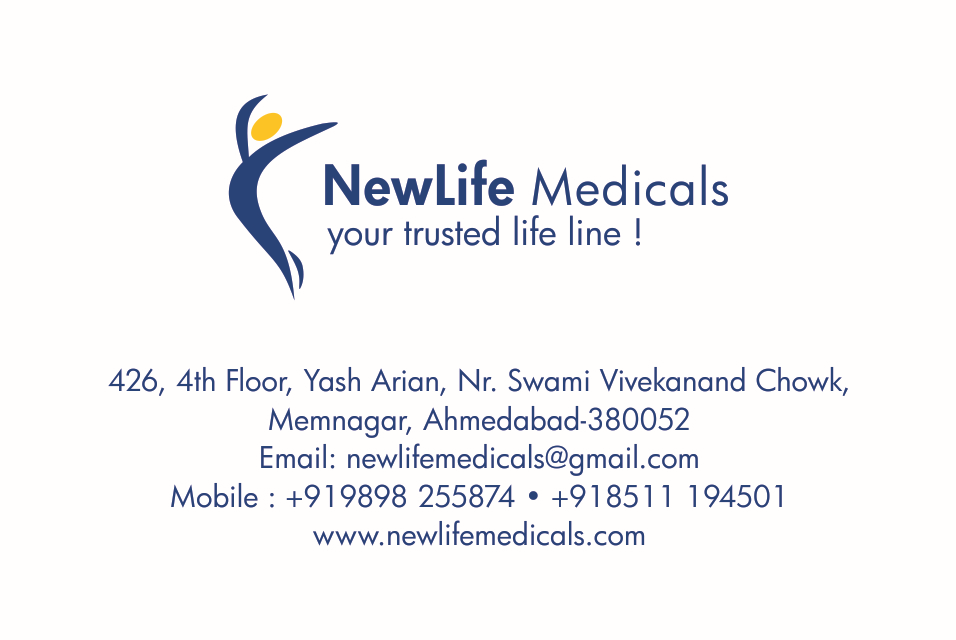 NewLife Medicals
your trusted life line !
426, 4th Floor, Yash Arian, Nr. Swami Vivekanand Chowk,
Memnagar, Ahmedabad-380052
Email: newlifemedicals@gmail.com
Mobile : +919898 255874 • +918511 194501
www.newlifemedicals.com